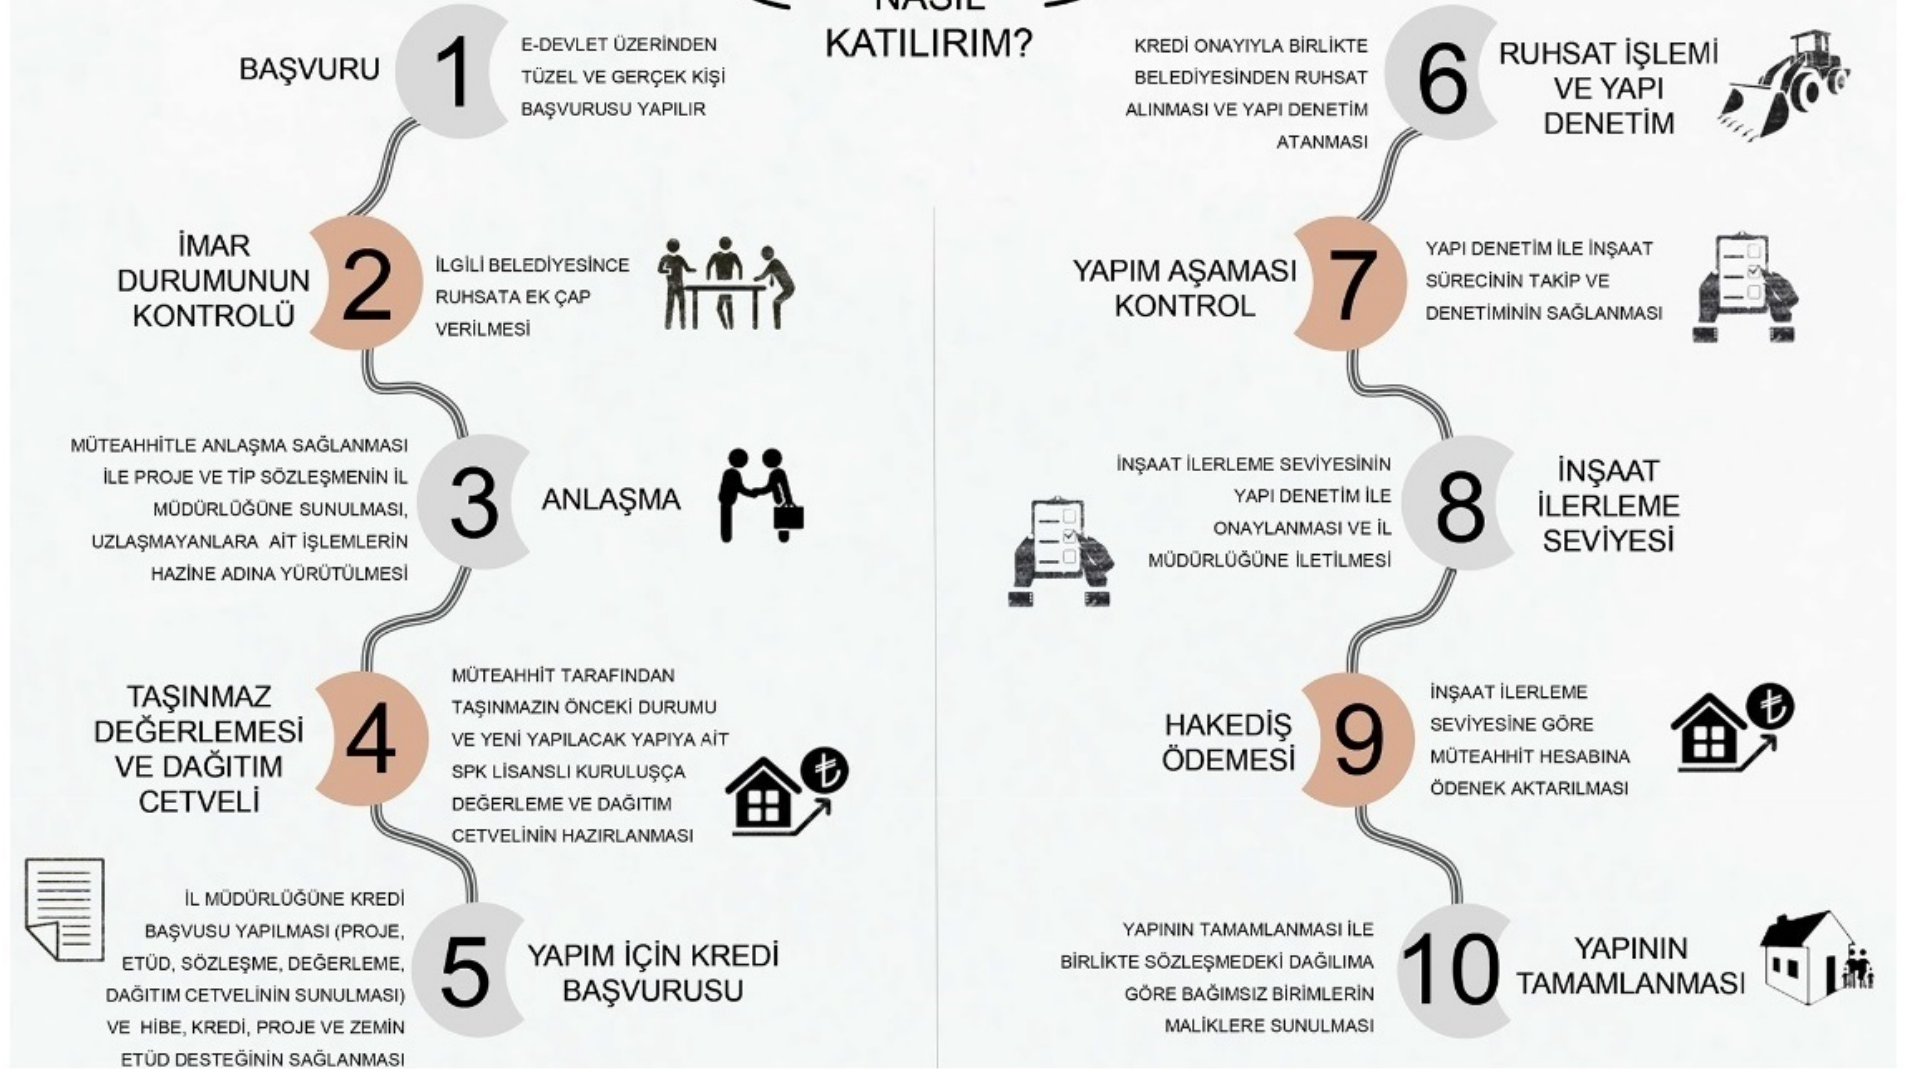 NASIL
KATILIRIM?
BAŞVURU
1
E-DEVLET ÜZERİNDEN
TÜZEL VE GERÇEK KİŞİ
BAŞVURUSU YAPILIR
İMAR
DURUMUNUN
KONTROLÜ
2
İLGİLİ BELEDİYESİNCE
RUHSATA EK ÇAP
VERİLMESİ
MÜTEAHHİTLE ANLAŞMA SAĞLANMASI
İLE PROJE VE TİP SÖZLEŞMENİN İL
MÜDÜRLÜĞÜNE SUNULMASI,
UZLAŞMAYANLARA AİT İŞLEMLERİN
HAZİNE ADINA YÜRÜTÜLMESİ
3
ANLAŞMA
TAŞINMAZ
DEĞERLEMESİ
VE DAĞITIM
CETVELİ
4
MÜTEAHHİT TARAFINDAN
TAŞINMAZIN ÖNCEKİ DURUMU
VE YENİ YAPILACAK YAPIYA AİT
SPK LİSANSLI KURULUŞÇA
DEĞERLEME VE DAĞITIM
CETVELİNİN HAZIRLANMASI
₺
İL MÜDÜRLÜĞÜNE KREDİ
BAŞVUSU YAPILMASI (PROJE,
ETÜD, SÖZLEŞME, DEĞERLEME,
DAĞITIM CETVELİNİN SUNULMASI)
VE HİBE, KREDİ, PROJE VE ZEMİN
ETÜD DESTEĞİNİN SAĞLANMASI
5
YAPIM İÇİN KREDİ
BAŞVURUSU
KREDİ ONAYIYLA BİRLİKTE
BELEDİYESİNDEN RUHSAT
ALINMASI VE YAPI DENETİM
ATANMASI
6
RUHSAT İŞLEMİ
VE YAPI
DENETİM
YAPIM AŞAMASI
KONTROL
7
YAPI DENETİM İLE İNŞAAT
SÜRECİNİN TAKİP VE
DENETİMİNİN SAĞLANMASI
İNŞAAT İLERLEME SEVİYESİNİN
YAPI DENETİM İLE
ONAYLANMASI VE İL
MÜDÜRLÜĞÜNE İLETİLMESİ
8
İNŞAAT
İLERLEME
SEVİYESİ
HAKEDİŞ
ÖDEMESİ
9
İNŞAAT İLERLEME
SEVİYESİNE GÖRE
MÜTEAHHİT HESABINA
ÖDENEK AKTARILMASI
₺
YAPININ TAMAMLANMASI İLE
BİRLİKTE SÖZLEŞMEDEKİ DAĞILIMA
GÖRE BAĞIMSIZ BİRİMLERİN
MALİKLERE SUNULMASI
10
YAPININ
TAMAMLANMASI